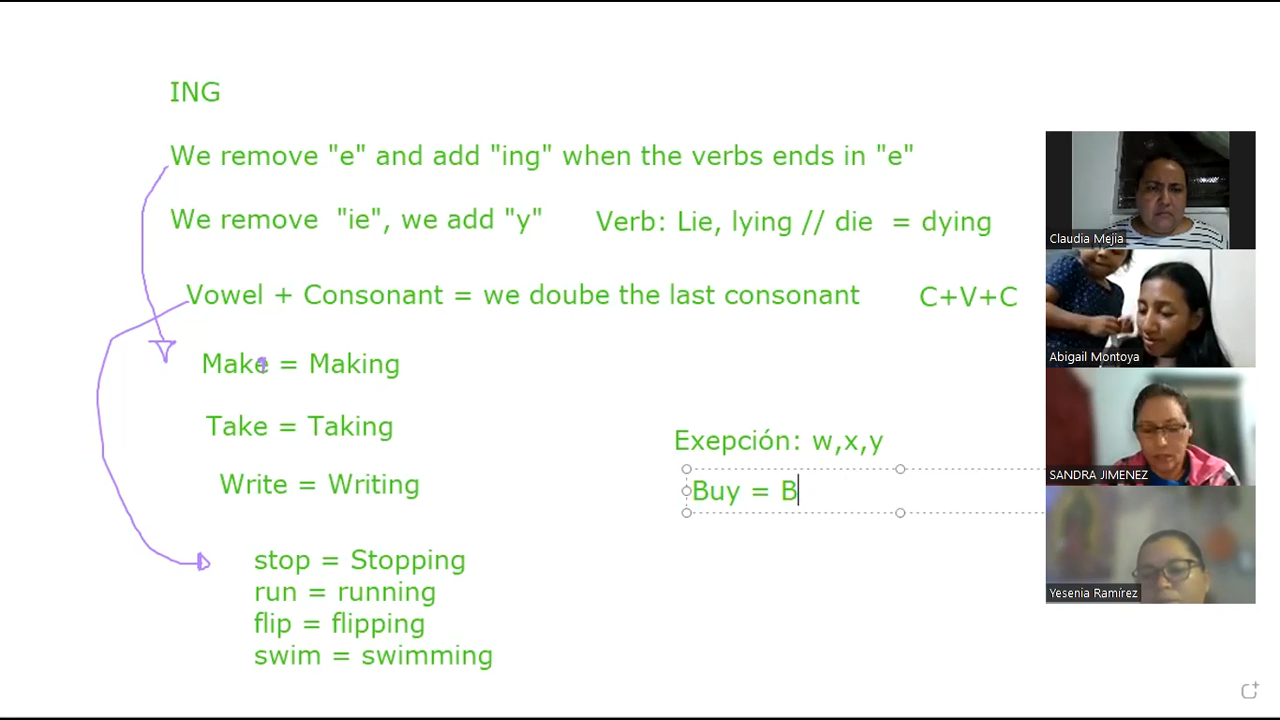 ING
We remove "e" and add "ing" when the verbs ends in "e"
We remove "ie", we add "y" Verb: Lie, lying // die = dying
Vowel + Consonant = we doube the last consonant C+V+C
Make = Making
Take = Taking
Write = Writing
stop = Stopping
run = running
flip = flipping
swim = swimming
Exepción: w,x,y
Buy = B
Claudia Mejia
Abigail Montoya
SANDRA JIMENEZ
Yesenia Ramírez